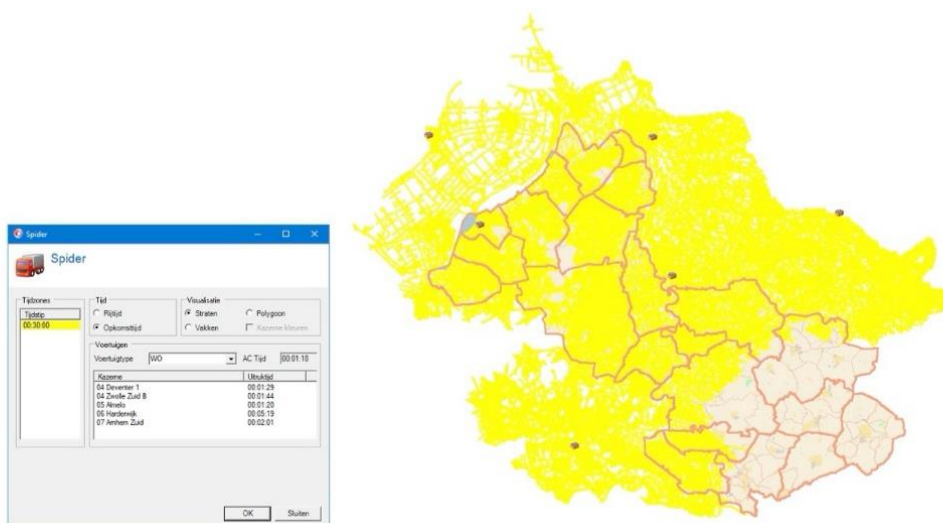 Spider
Spider
Tijdzones
Tijdstip
00:30:00
Tijd
Rijtijd
Opkomsttijd
Visualisatie
Straten
Polygoon
Vakken
Kazerne kleuren
Voertuigen
Voertuigtype
WO
AC Tijd
00:01:10
Kazerne
Uitruktijd
04 Deventer 1
00:01:29
04 Zwolle Zuid B
00:01:44
05 Almelo
00:01:20
06 Harderwijk
00:05:19
07 Arnhem Zuid
00:02:01
OK
Sluiten